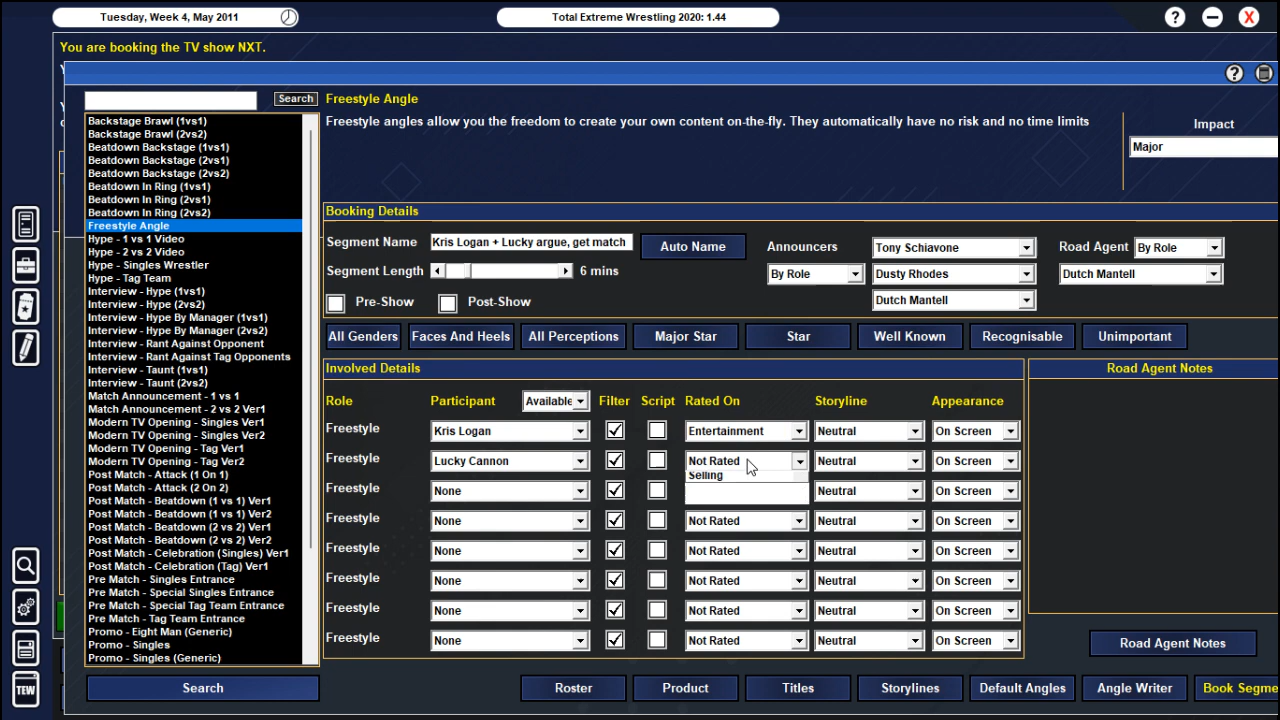 Tuesday, Week 4, May 2011
Total Extreme Wrestling 2020: 1.44
? X
You are booking the TV show NXT.
?
Search
Freestyle Angle
Freestyle angles allow you the freedom to create your own content on-the-fly. They automatically have no risk and no time limits
Impact
Major
Backstage Brawl (1vs1)
Backstage Brawl (2vs2)
Beatdown Backstage (1vs1)
Beatdown Backstage (2vs1)
Beatdown Backstage (2vs2)
Beatdown In Ring (1vs1)
Beatdown In Ring (2vs1)
Beatdown In Ring (2vs2)
Freestyle Angle
Hype - 1 vs 1 Video
Hype - 2 vs 2 Video
Hype - Singles Wrestler
Hype - Tag Team
Interview - Hype (1vs1)
Interview - Hype (2vs2)
Interview - Hype By Manager (1vs1)
Interview - Hype By Manager (2vs1)
Interview - Rant Against Opponent
Interview - Rant Against Tag Opponents
Interview - Taunt (1vs1)
Interview - Taunt (2vs2)
Match Announcement - 1 vs 1
Match Announcement - 2 vs 2 Ver1
Modern TV Opening - Singles Ver1
Modern TV Opening - Singles Ver2
Modern TV Opening - Tag Ver1
Modern TV Opening - Tag Ver2
Post Match - Attack (1 On 1)
Post Match - Attack (2 On 2)
Post Match - Beatdown (1 vs 1) Ver1
Post Match - Beatdown (1 vs 1) Ver2
Post Match - Beatdown (2 vs 2) Ver1
Post Match - Beatdown (2 vs 2) Ver2
Post Match - Celebration (Singles) Ver1
Post Match - Celebration (Tag) Ver1
Pre Match - Singles Entrance
Pre Match - Special Singles Entrance
Pre Match - Special Tag Team Entrance
Pre Match - Tag Team Entrance
Promo - Eight Man (Generic)
Promo - Singles
Promo - Singles (Generic)
Search
Booking Details
Segment Name Kris Logan + Lucky argue, get match Auto Name Announcers Tony Schiavone Road Agent By Role
Segment Length 6 mins By Role Dusty Rhodes Dutch Mantell
Pre-Show Post-Show Dutch Mantell
All Genders Faces And Heels All Perceptions Major Star Star Well Known Recognisable Unimportant
Involved Details Road Agent Notes
Role Participant Available Filter Script Rated On Storyline Appearance
Freestyle Kris Logan Entertainment Neutral On Screen
Freestyle Lucky Cannon Not Rated Neutral On Screen
Selling
Freestyle None Neutral On Screen
Freestyle None Not Rated Neutral On Screen
Freestyle None Not Rated Neutral On Screen
Freestyle None Not Rated Neutral On Screen
Freestyle None Not Rated Neutral On Screen
Freestyle None Not Rated Neutral On Screen
Road Agent Notes
Roster Product Titles Storylines Default Angles Angle Writer Book Segme
TEW